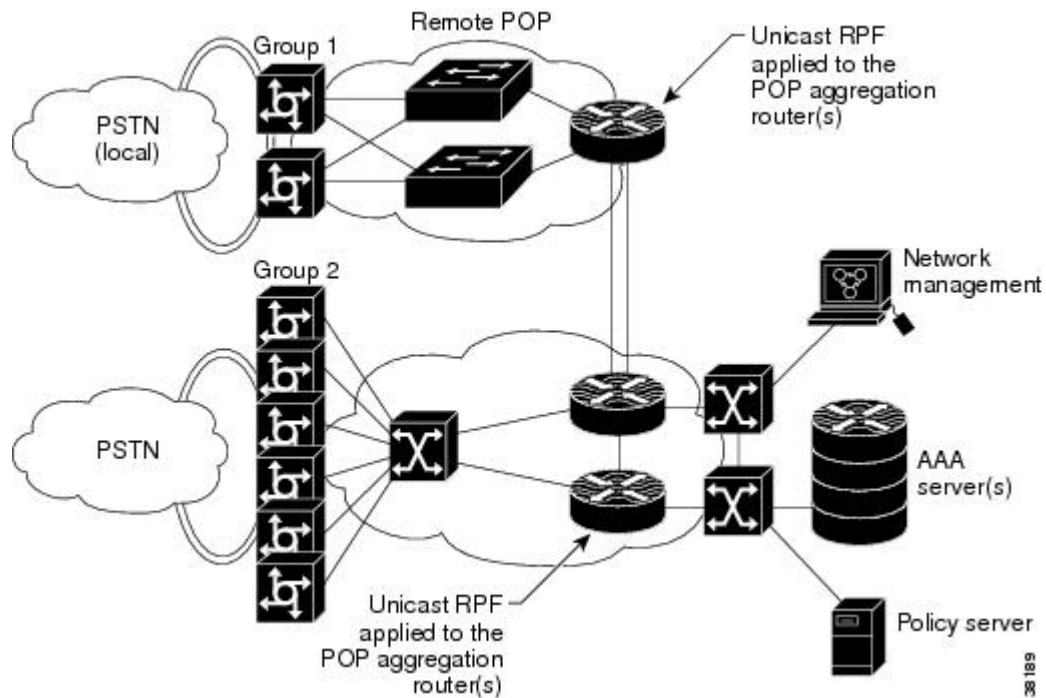 Remote POP
Group 1
Unicast RPF
applied to the
POP aggregation
router(s)
PSTN
(local)
Group 2
Network
management
PSTN
AAA
server(s)
Unicast RPF
applied to the
POP aggregation
router(s)
Policy server
38189